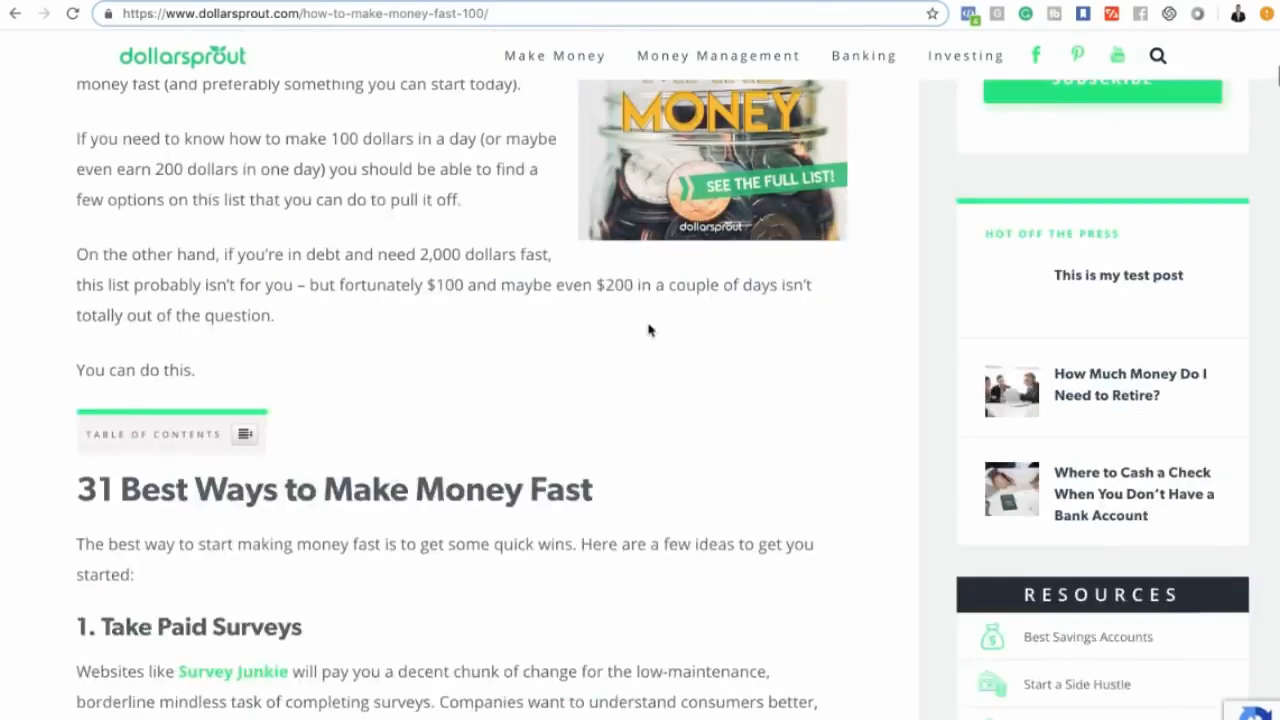 https://www.dollarsprout.com/how-to-make-money-fast-100/
dollarsprout
Make Money
Money Management
Banking
Investing
money fast (and preferably something you can start today).
If you need to know how to make 100 dollars in a day (or maybe
even earn 200 dollars in one day) you should be able to find a
few options on this list that you can do to pull it off.
On the other hand, if you're in debt and need 2,000 dollars fast,
this list probably isn't for you – but fortunately $100 and maybe even $200 in a couple of days isn't
totally out of the question.
You can do this.
TABLE OF CONTENTS
31 Best Ways to Make Money Fast
The best way to start making money fast is to get some quick wins. Here are a few ideas to get you
started:
1. Take Paid Surveys
Websites like Survey Junkie will pay you a decent chunk of change for the low-maintenance,
borderline mindless task of completing surveys. Companies want to understand consumers better,
MONEY
SEE THE FULL LIST!
dollarsprout
SUBSCRIBE
HOT OFF THE PRESS
This is my test post
How Much Money Do I
Need to Retire?
Where to Cash a Check
When You Don't Have a
Bank Account
RESOURCES
Best Savings Accounts
Start a Side Hustle